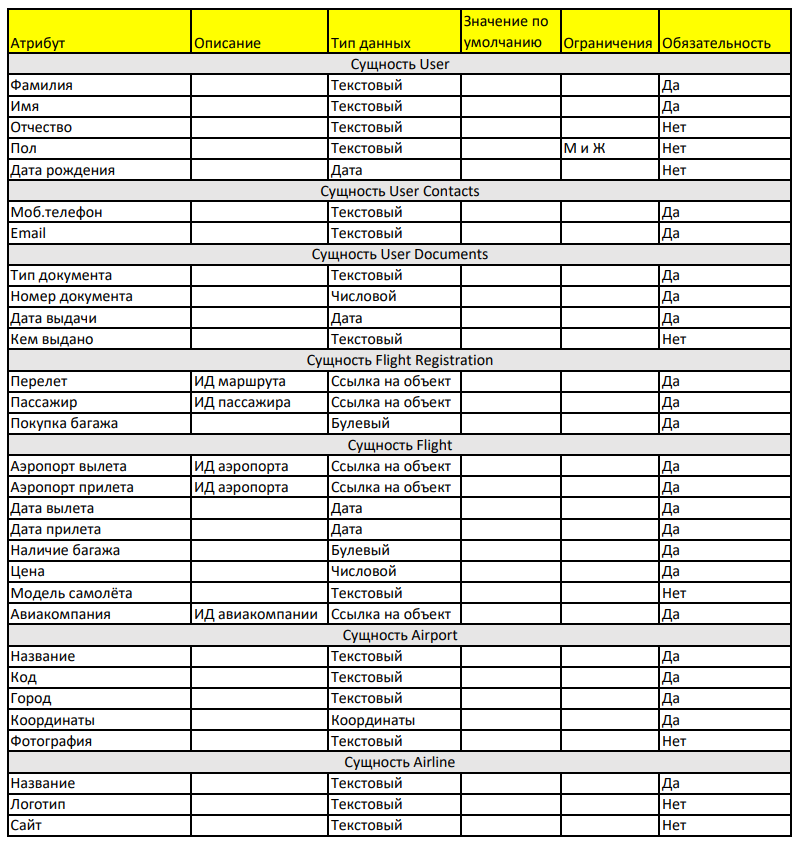 Атрибут Описание Тип данных Значение по умолчанию Ограничения Обязательность
Сущность User
Фамилия Текстовый Да
Имя Текстовый Да
Отчество Текстовый Нет
Пол Текстовый М и Ж Нет
Дата рождения Дата Нет
Сущность User Contacts
Моб.телефон Текстовый Да
Email Текстовый Да
Сущность User Documents
Тип документа Текстовый Да
Номер документа Числовой Да
Дата выдачи Дата Да
Кем выдано Текстовый Нет
Сущность Flight Registration
Перелет ИД маршрута Ссылка на объект Да
Пассажир ИД пассажира Ссылка на объект Да
Покупка багажа Булевый Да
Сущность Flight
Аэропорт вылета ИД аэропорта Ссылка на объект Да
Аэропорт прилета ИД аэропорта Ссылка на объект Да
Дата вылета Дата Да
Дата прилета Дата Да
Наличие багажа Булевый Да
Цена Числовой Да
Модель самолёта Текстовый Нет
Авиакомпания ИД авиакомпании Ссылка на объект Да
Сущность Airport
Название Текстовый Да
Код Текстовый Да
Город Текстовый Да
Координаты Координаты Да
Фотография Текстовый Нет
Сущность Airline
Название Текстовый Да
Логотип Текстовый Нет
Сайт Текстовый Нет